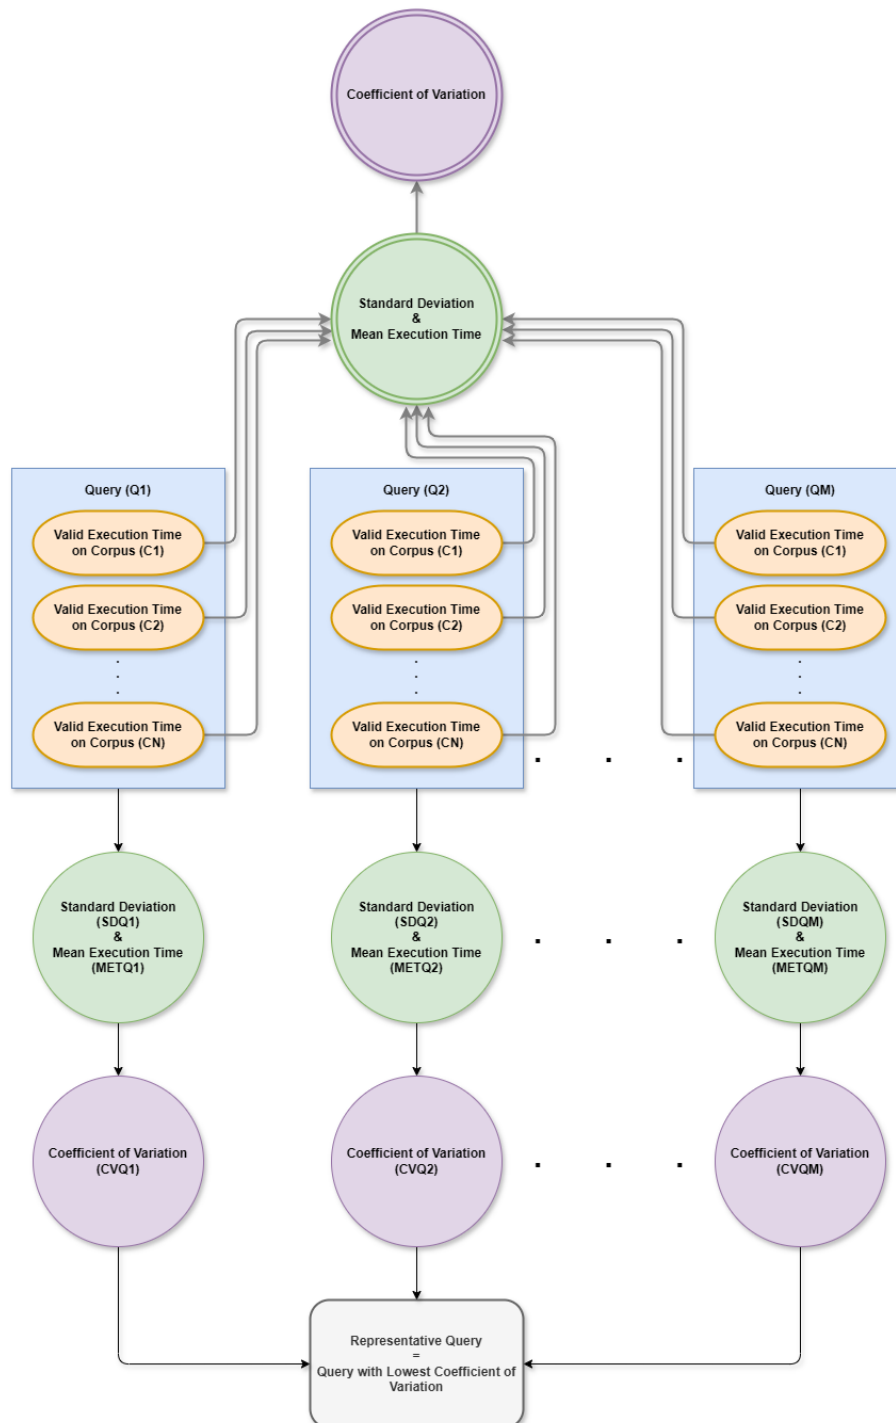 Coefficient of Variation
Standard Deviation
&
Mean Execution Time
Query (Q1)
Valid Execution Time
on Corpus (C1)
Valid Execution Time
on Corpus (C2)
.
.
.
Valid Execution Time
on Corpus (CN)
Query (Q2)
Valid Execution Time
on Corpus (C1)
Valid Execution Time
on Corpus (C2)
.
.
.
Valid Execution Time
on Corpus (CN)
. . .
Query (QM)
Valid Execution Time
on Corpus (C1)
Valid Execution Time
on Corpus (C2)
.
.
.
Valid Execution Time
on Corpus (CN)
Standard Deviation
(SDQ1)
&
Mean Execution Time
(METQ1)
Standard Deviation
(SDQ2)
&
Mean Execution Time
(METQ2)
. . .
Standard Deviation
(SDQM)
&
Mean Execution Time
(METQM)
Coefficient of Variation
(CVQ1)
Coefficient of Variation
(CVQ2)
. . .
Coefficient of Variation
(CVQM)
Representative Query
=
Query with Lowest Coefficient of
Variation